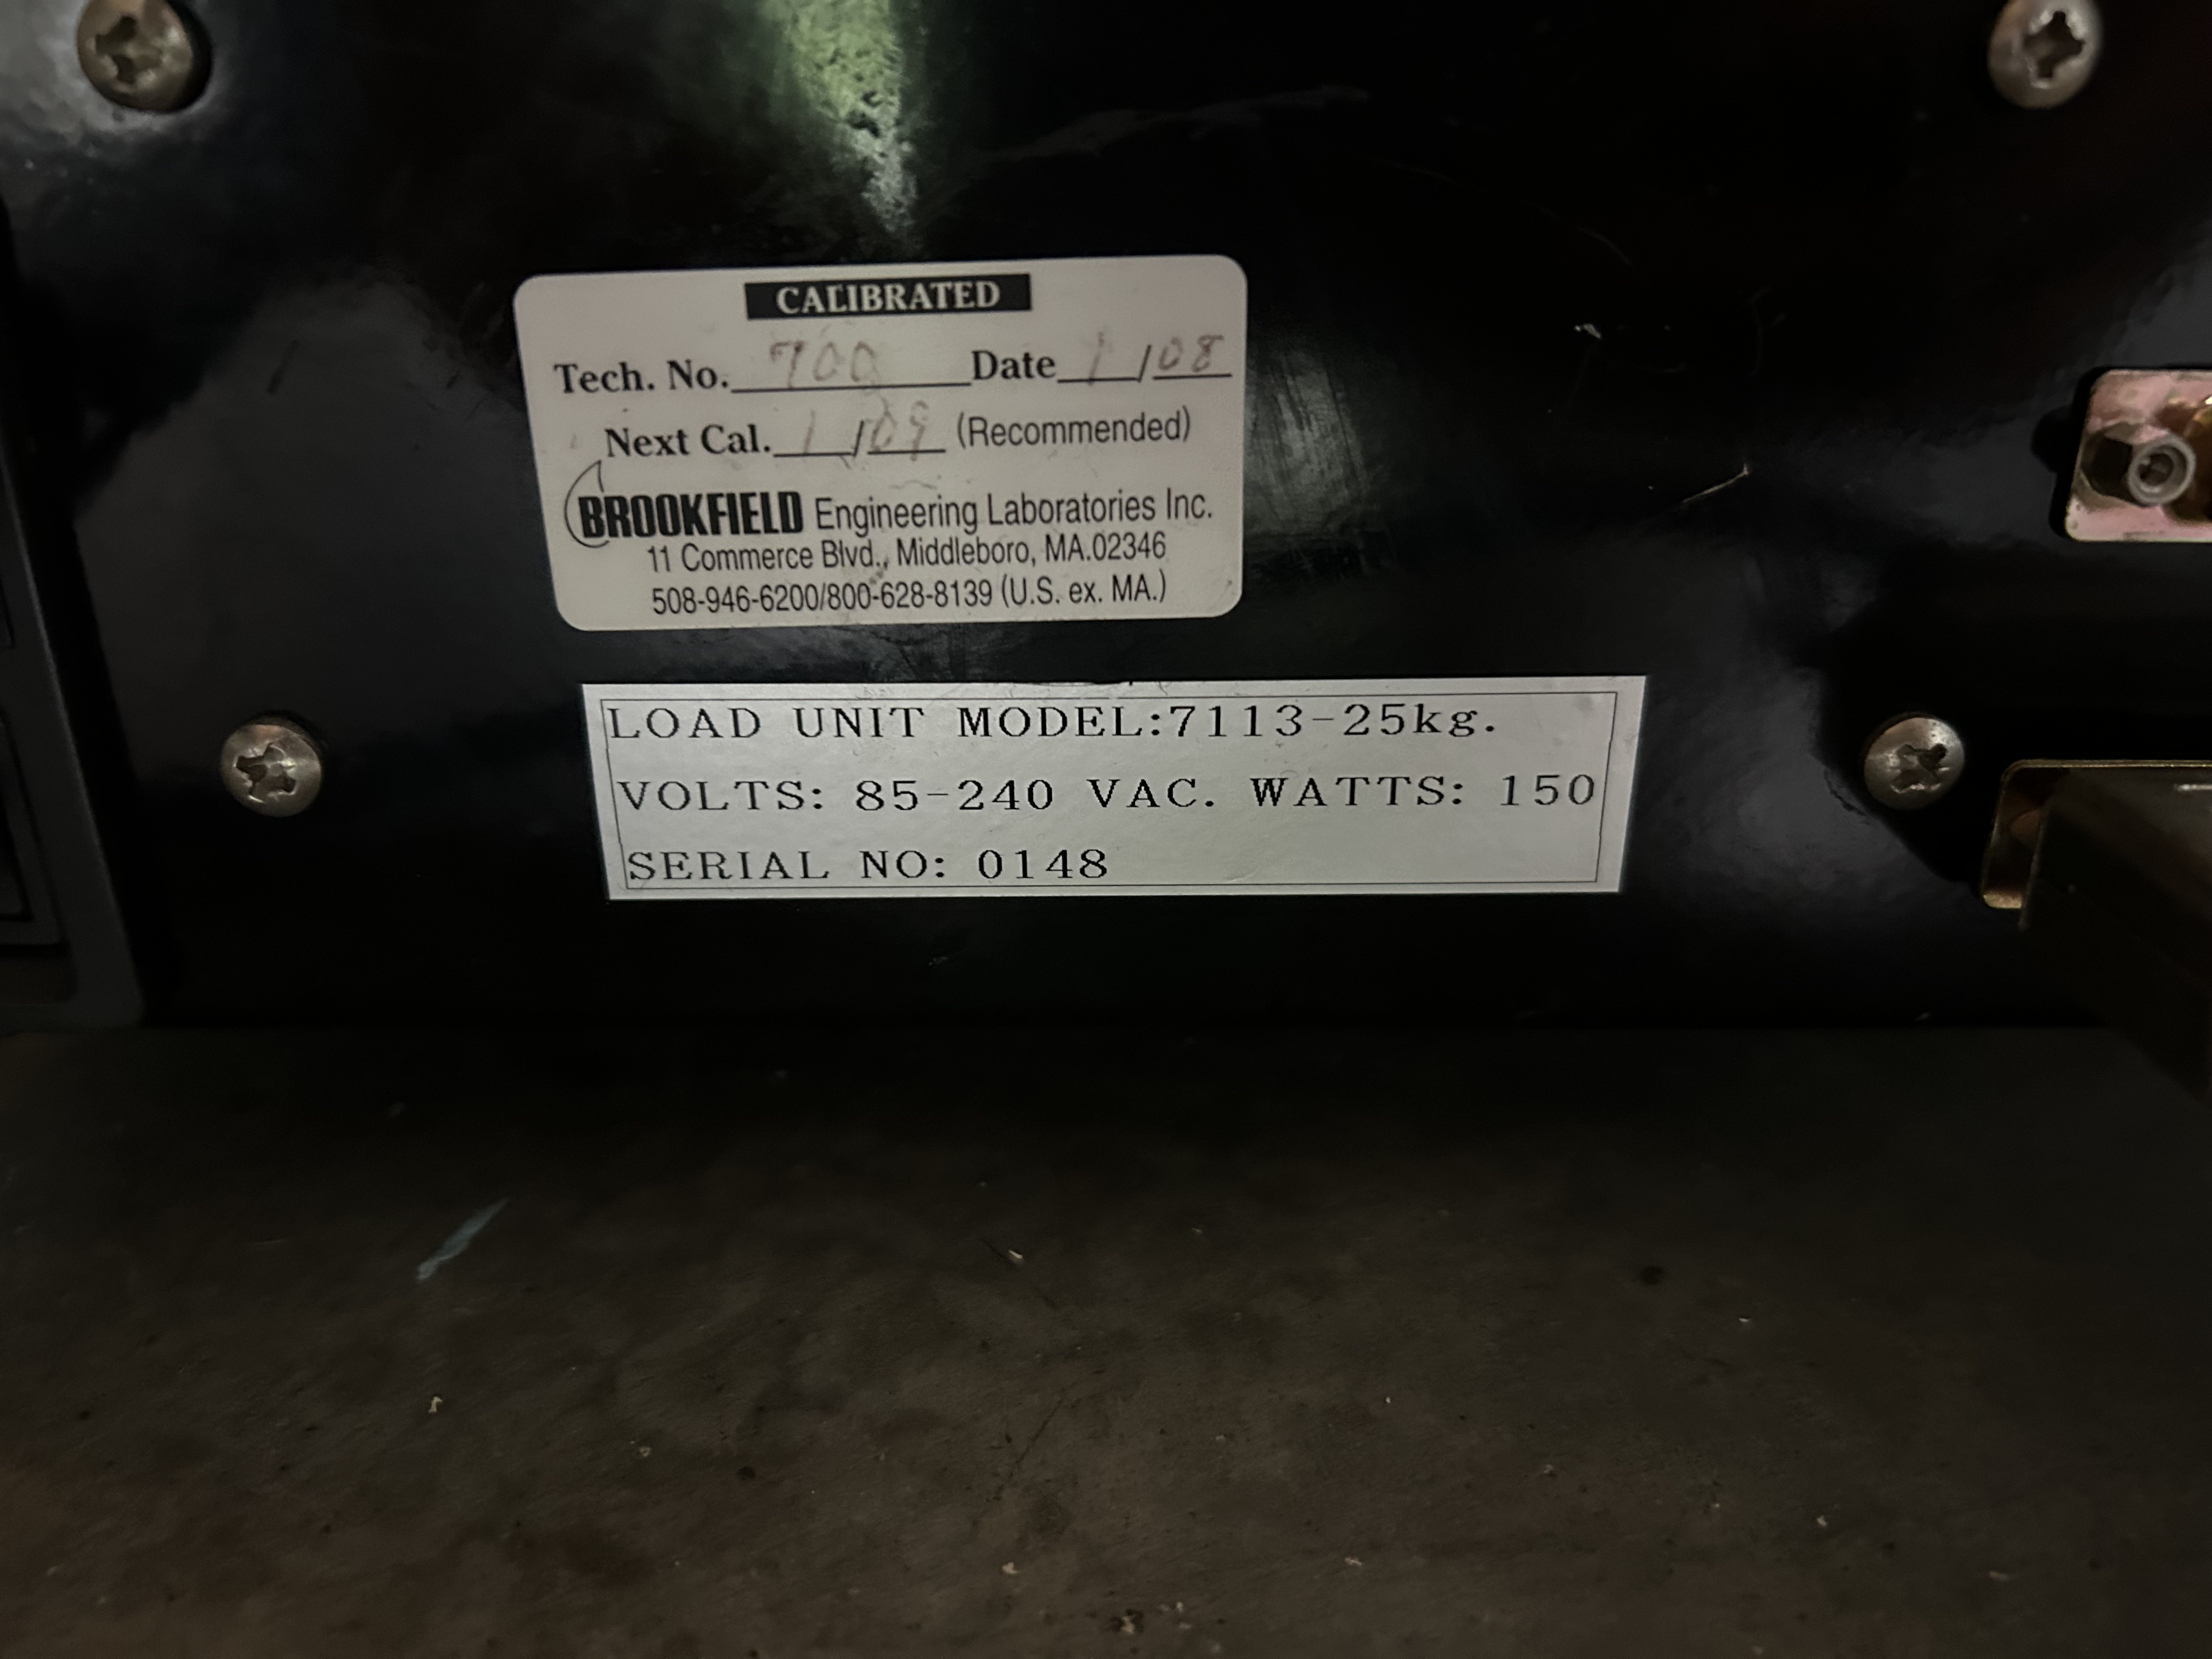 CALIBRATED
Tech. No. 700 Date 1/08
Next Cal. 1/09 (Recommended)
BROOKFIELD Engineering Laboratories Inc.
11 Commerce Blvd., Middleboro, MA.02346
508-946-6200/800-628-8139 (U.S. ex. MA.)
LOAD UNIT MODEL:7113-25kg.
VOLTS: 85-240 VAC. WATTS: 150
SERIAL NO: 0148